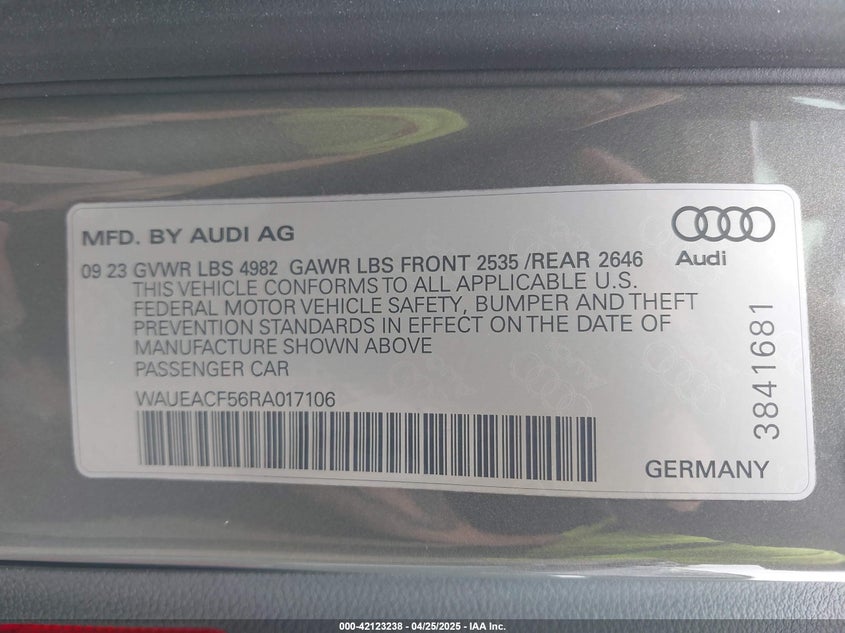 MFD. BY AUDI AG
09 23 GVWR LBS 4982 GAWR LBS FRONT 2535 /REAR 2646
THIS VEHICLE CONFORMS TO ALL APPLICABLE U.S.
FEDERAL MOTOR VEHICLE SAFETY, BUMPER AND THEFT
PREVENTION STANDARDS IN EFFECT ON THE DATE OF
MANUFACTURE SHOWN ABOVE
PASSENGER CAR
WAUEACF56RA017106
Audi
3841681
GERMANY
000-42123238 - 04/25/2025 - IAA Inc.